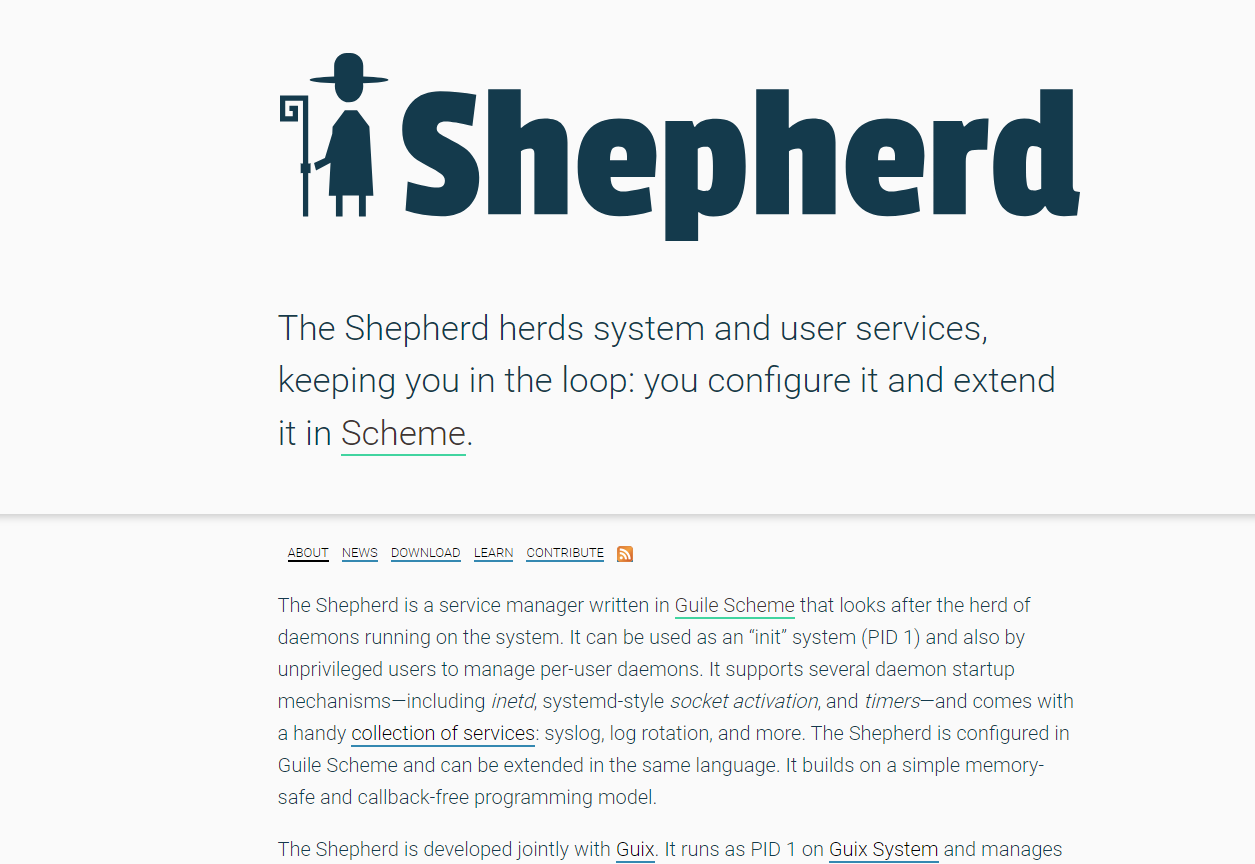 Shepherd
The Shepherd herds system and user services,
keeping you in the loop: you configure it and extend
it in Scheme.
ABOUT NEWS DOWNLOAD LEARN CONTRIBUTE
The Shepherd is a service manager written in Guile Scheme that looks after the herd of
daemons running on the system. It can be used as an “init” system (PID 1) and also by
unprivileged users to manage per-user daemons. It supports several daemon startup
mechanisms—including inetd, systemd-style socket activation, and timers—and comes with
a handy collection of services: syslog, log rotation, and more. The Shepherd is configured in
Guile Scheme and can be extended in the same language. It builds on a simple memory-
safe and callback-free programming model.
The Shepherd is developed jointly with Guix. It runs as PID 1 on Guix System and manages